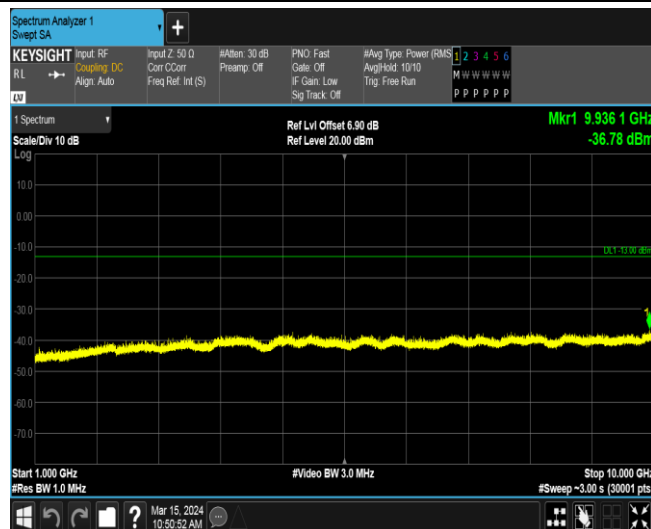 Spectrum Analyzer 1
Swept SA
+
KEYSIGHT Input: RF Input Z: 50 Ω #Atten: 30 dB PNO: Fast #Avg Type: Power (RMS 1 2 3 4 5 6
RL Coupling: DC Corr CCorr Preamp: Off Gate: Off Avg|Hold: 10/10 M W W W W W
Align: Auto Freq Ref: Int (S) IF Gain: Low Trig: Free Run P P P P P P
LXI Sig Track: Off
1 Spectrum Ref Lvl Offset 6.90 dB Mkr1 9.936 1 GHz
Scale/Div 10 dB Ref Level 20.00 dBm -36.78 dBm
Log
10.0
0.00
-10.0
DL1 -13.00 dBm
-20.0
-30.0
1
-40.0
-50.0
-60.0
-70.0
Start 1.000 GHz #Video BW 3.0 MHz Stop 10.000 GHz
#Res BW 1.0 MHz #Sweep ~3.00 s (30001 pts
? Mar 15, 2024
10:50:52 AM